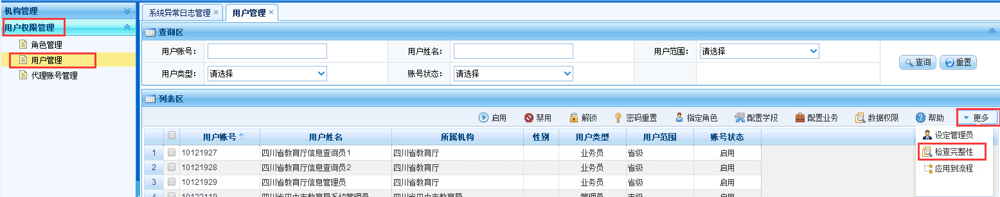 机构管理
用户权限管理
角色管理
用户管理
代理账号管理
系统异常日志管理 ×
用户管理 ×
查询区
用户账号：
用户姓名：
用户范围： 请选择
用户类型： 请选择
账号状态： 请选择
查询
重置
列表区
启用 禁用 解锁 密码重置 指定角色 配置学段 配置业务 数据权限 帮助 更多
设定管理员
检查完整性
应用到流程
用户账号 用户姓名 所属机构 性别 用户类型 用户范围 账号状态
1 10121927 四川省教育厅信息查询员1 四川省教育厅 业务员 省级 启用
2 10121928 四川省教育厅信息查询员2 四川省教育厅 业务员 省级 启用
3 10121929 四川省教育厅信息管理员 四川省教育厅 业务员 省级 启用
4 10122119 管理员 市级 启用